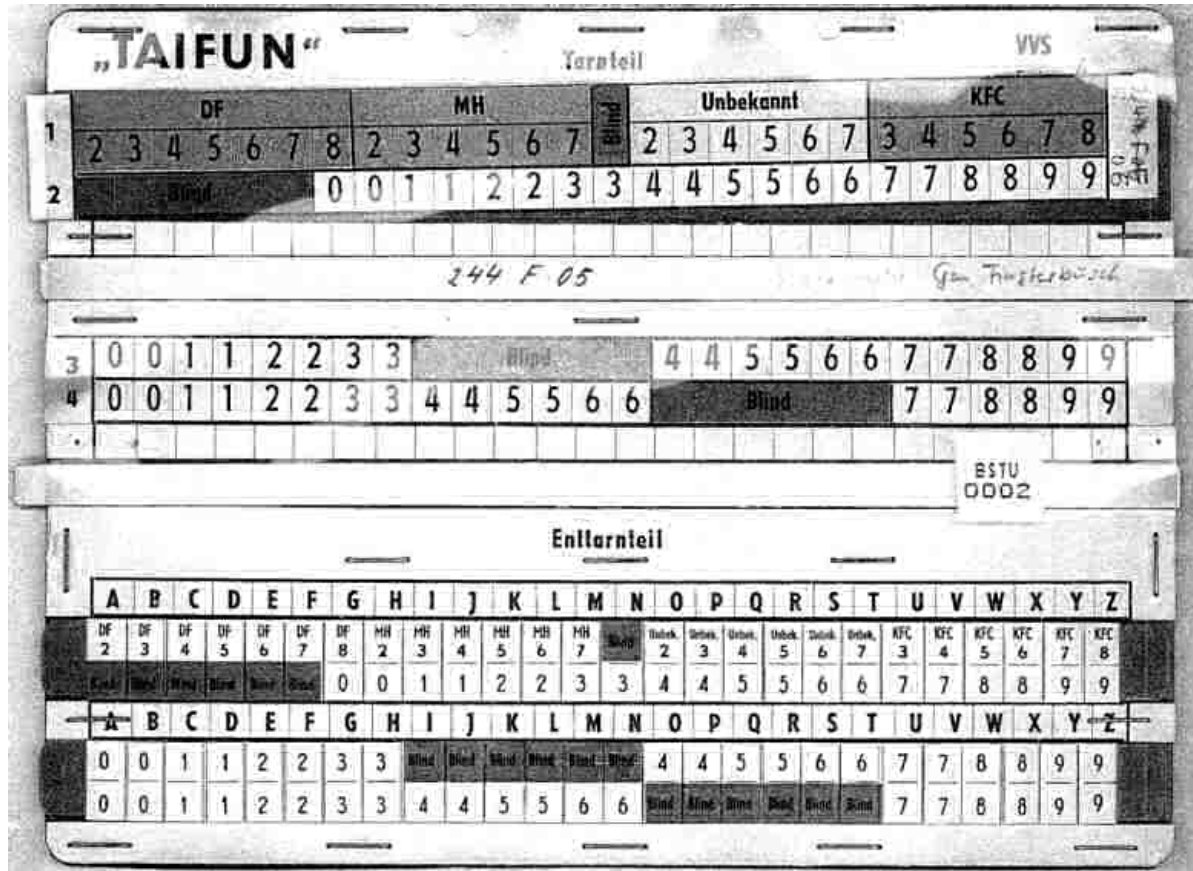 „TAIFUN“ Tarnteil VVS
DF MH Blind Unbekannt KFC
1 2 3 4 5 6 7 8 2 3 4 5 6 7 2 3 4 5 6 7 3 4 5 6 7 8
2 Blind 0 0 1 1 2 2 3 3 4 4 5 5 6 6 7 7 8 8 9 9
244 F 05
3 0 0 1 1 2 2 3 3 Blind 4 4 5 5 6 6 7 7 8 8 9 9
4 0 0 1 1 2 2 3 3 4 4 5 5 6 6 Blind 7 7 8 8 9 9
BSTU
0002
Enttarnteil
A B C D E F G H I J K L M N O P Q R S T U V W X Y Z
DF DF DF DF DF DF DF MH MH MH MH MH MH Blind Unbek. Unbek. Unbek. Unbek. Unbek. Unbek. KFC KFC KFC KFC KFC KFC
2 3 4 5 6 7 8 2 3 4 5 6 7 2 3 4 5 6 7 3 4 5 6 7 8
Blind Blind Blind Blind Blind Blind 0 0 1 1 2 2 3 3 4 4 5 5 6 6 7 7 8 8 9 9
A B C D E F G H I J K L M N O P Q R S T U V W X Y Z
0 0 1 1 2 2 3 3 Blind Blind Blind Blind Blind Blind 4 4 5 5 6 6 7 7 8 8 9 9
0 0 1 1 2 2 3 3 4 4 5 5 6 6 Blind Blind Blind Blind Blind Blind 7 7 8 8 9 9